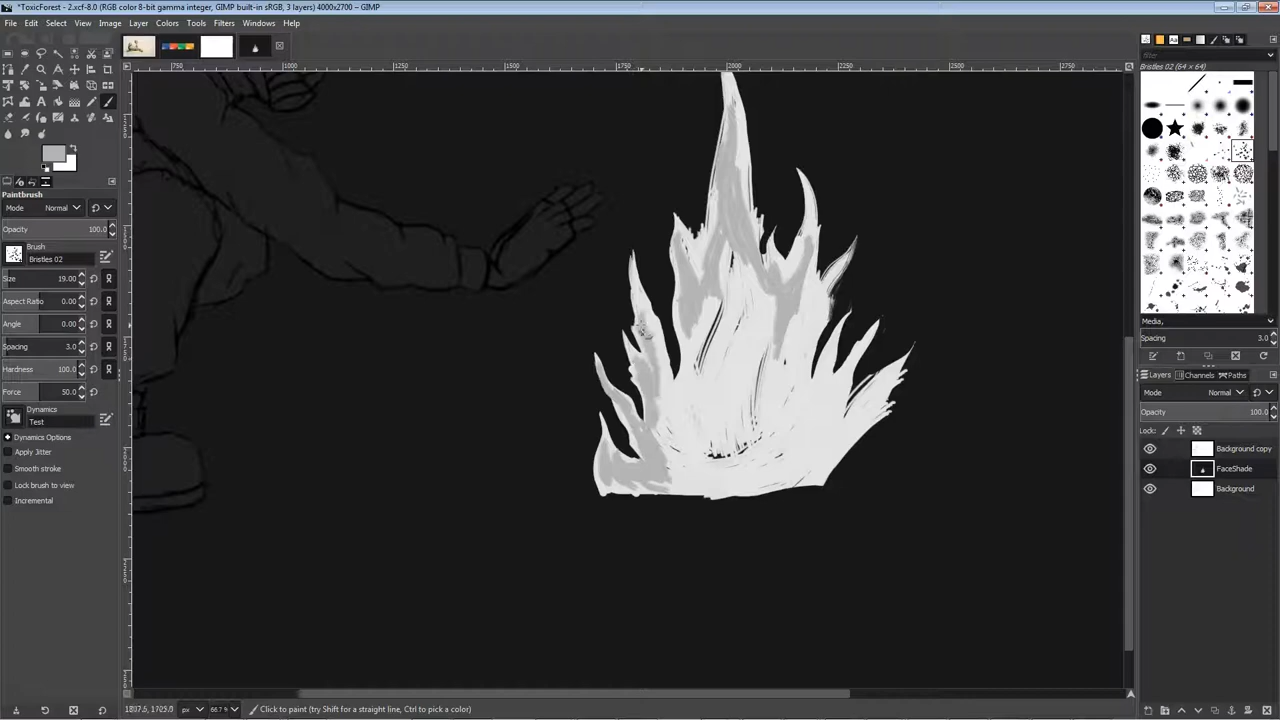 *ToxicForest - 2.xcf-8.0 (RGB color 8-bit gamma integer, GIMP built-in sRGB, 3 layers) 4000x2700 – GIMP
File Edit Select View Image Layer Colors Tools Filters Windows Help
750 1000 1250 1500 1750 2000 2250 2500 2750
Paintbrush
Mode Normal
Opacity 100.0
Brush
Bristles 02
Size 19.00
Aspect Ratio 0.00
Angle 0.00
Spacing 3.0
Hardness 100.0
Force 50.0
Dynamics
Test
Dynamics Options
Apply Jitter
Smooth stroke
Lock brush to view
Incremental
filter
Bristles 02 (64 × 64)
Media,
Spacing 3.0
Layers Channels Paths
Mode Normal
Opacity 100.0
Lock:
Background copy
FaceShade
Background
px 66.7 % Click to paint (try Shift for a straight line, Ctrl to pick a color)